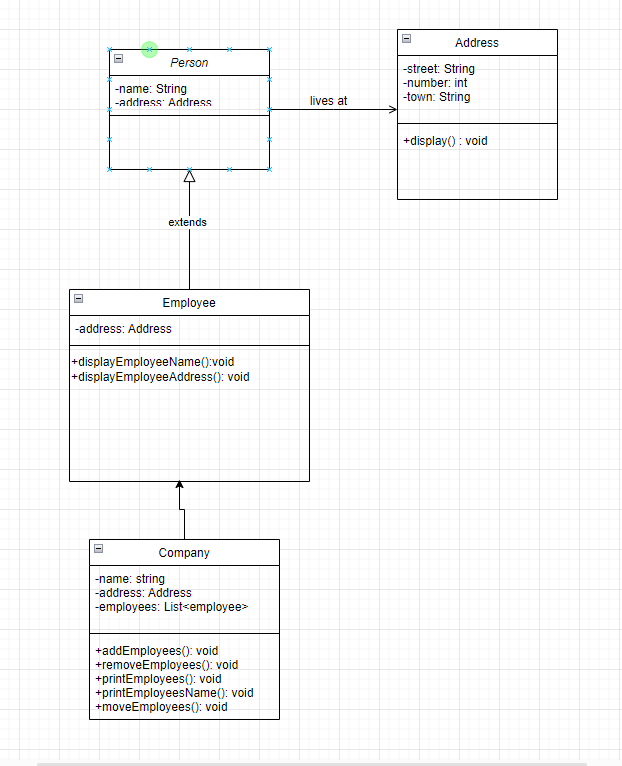 Person
-name: String
-address: Address
lives at
Address
-street: String
-number: int
-town: String
+display() : void
extends
Employee
-address: Address
+displayEmployeeName():void
+displayEmployeeAddress(): void
Company
-name: string
-address: Address
-employees: List<employee>
+addEmployees(): void
+removeEmployees(): void
+printEmployees(): void
+printEmployeesName(): void
+moveEmployees(): void